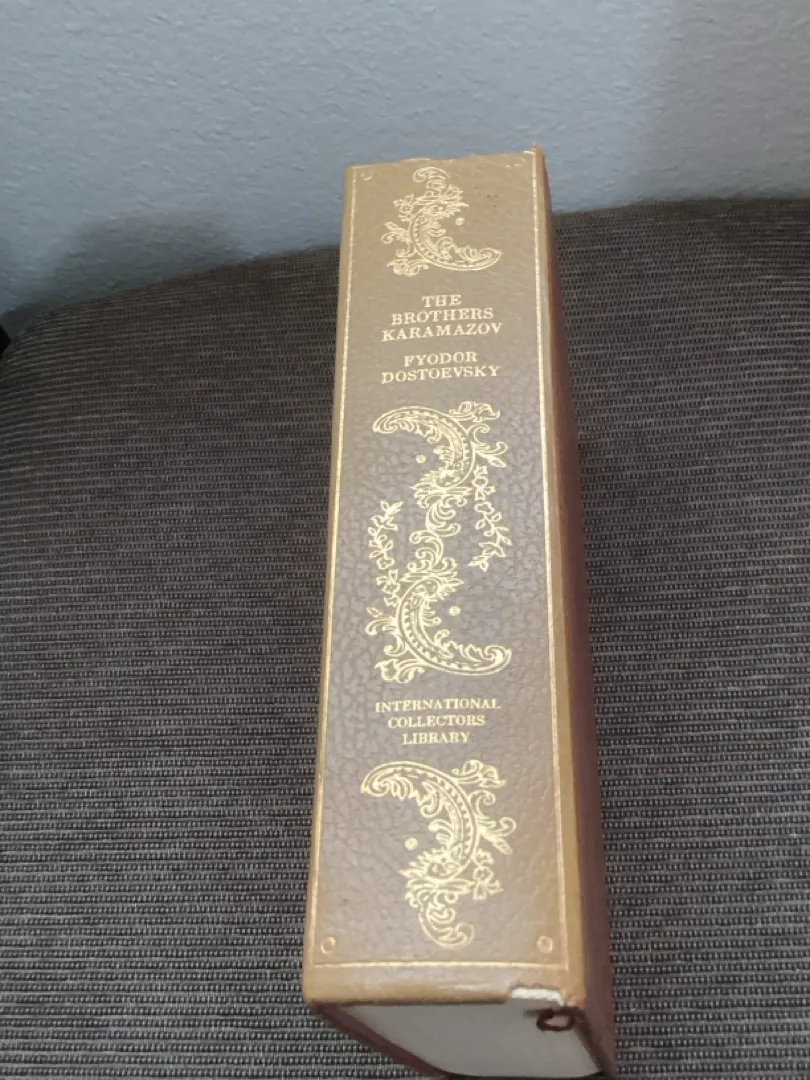 THE
BROTHERS
KARAMAZOV
FYODOR
DOSTOEVSKY
INTERNATIONAL
COLLECTORS
LIBRARY